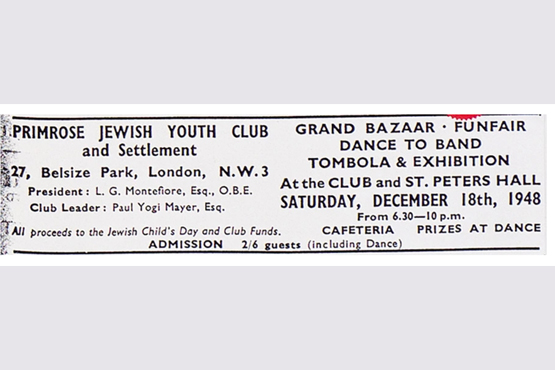 PRIMROSE JEWISH YOUTH CLUB
and Settlement
27, Belsize Park, London, N.W.3
President: L. G. Montefiore, Esq., O.B.E.
Club Leader: Paul Yogi Mayer, Esq.
All proceeds to the Jewish Child's Day and Club Funds.
GRAND BAZAAR · FUNFAIR
DANCE TO BAND
TOMBOLA & EXHIBITION
At the CLUB and ST. PETERS HALL
SATURDAY, DECEMBER 18th, 1948
From 6.30—10 p.m.
CAFETERIA PRIZES AT DANCE
ADMISSION 2/6 guests (including Dance)